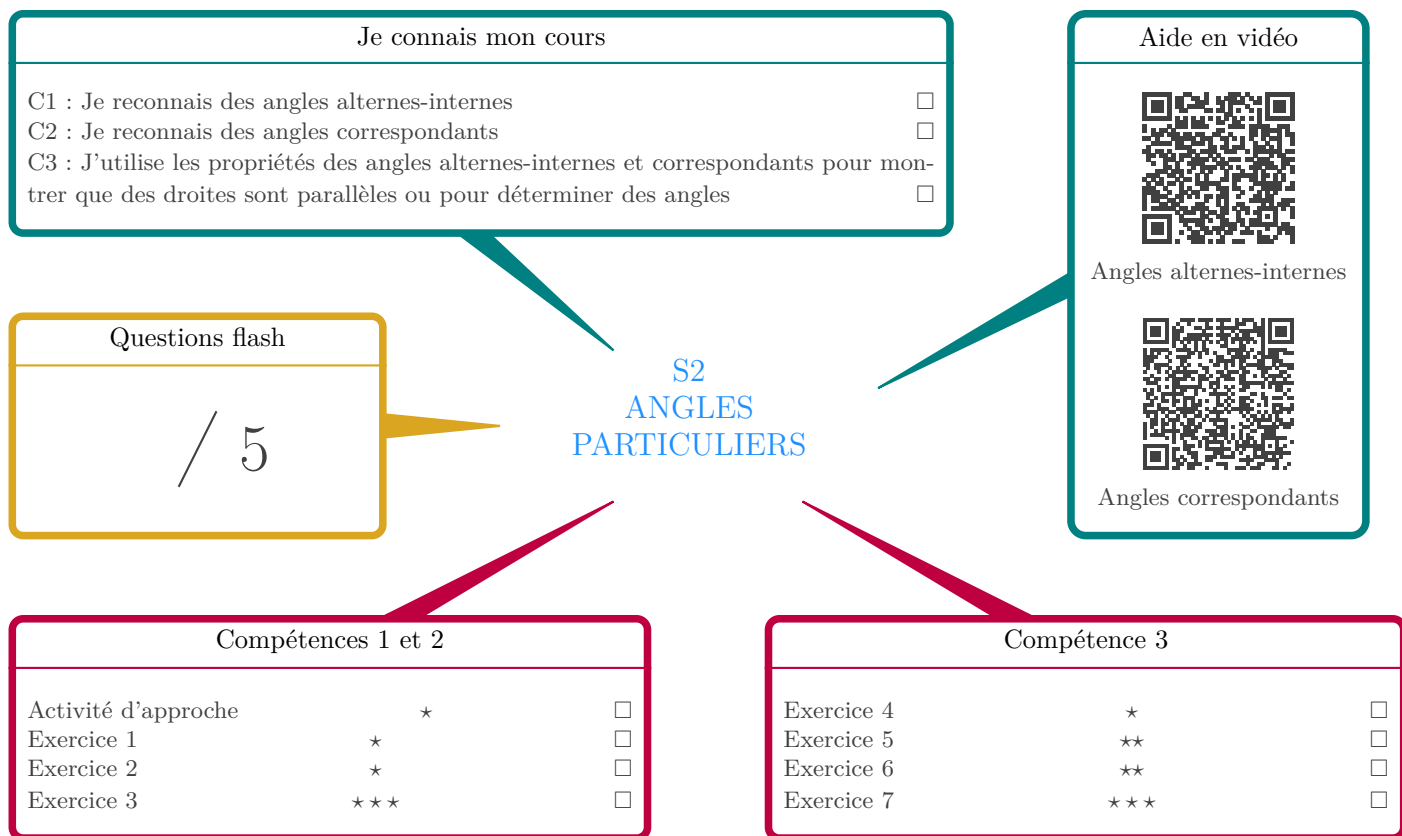 Je connais mon cours
C1 : Je reconnais des angles alternes-internes □
C2 : Je reconnais des angles correspondants □
C3 : J'utilise les propriétés des angles alternes-internes et correspondants pour mon-
trer que des droites sont parallèles ou pour déterminer des angles □
Aide en vidéo
Angles alternes-internes
Angles correspondants
Questions flash
/ 5
S2
ANGLES
PARTICULIERS
Compétences 1 et 2
Activité d'approche ⋆ □
Exercice 1 ⋆ □
Exercice 2 ⋆ □
Exercice 3 ⋆⋆⋆ □
Compétence 3
Exercice 4 ⋆ □
Exercice 5 ⋆⋆ □
Exercice 6 ⋆⋆ □
Exercice 7 ⋆⋆⋆ □